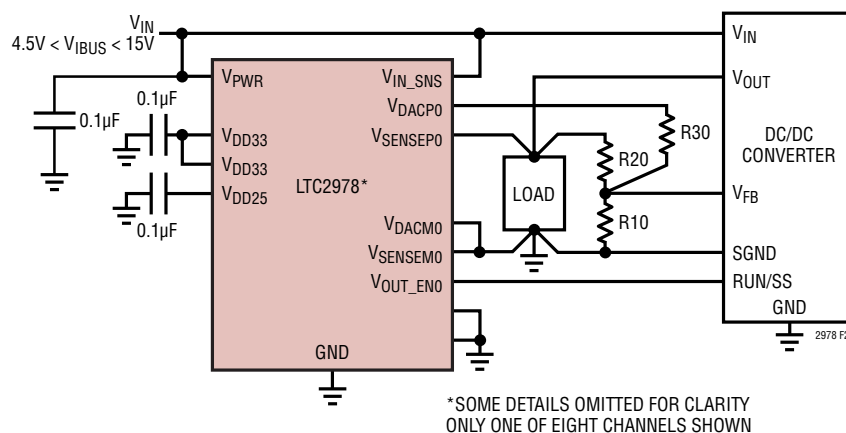 VIN
4.5V < VIBUS < 15V
0.1µF
0.1µF
0.1µF
VPWR
VDD33
VDD33
VDD25
LTC2978*
GND
VIN_SNS
VDACP0
VSENSEP0
VDACM0
VSENSEM0
VOUT_EN0
LOAD
R20
R30
R10
VIN
VOUT
DC/DC
CONVERTER
VFB
SGND
RUN/SS
GND
2978 F2
*SOME DETAILS OMITTED FOR CLARITY
ONLY ONE OF EIGHT CHANNELS SHOWN